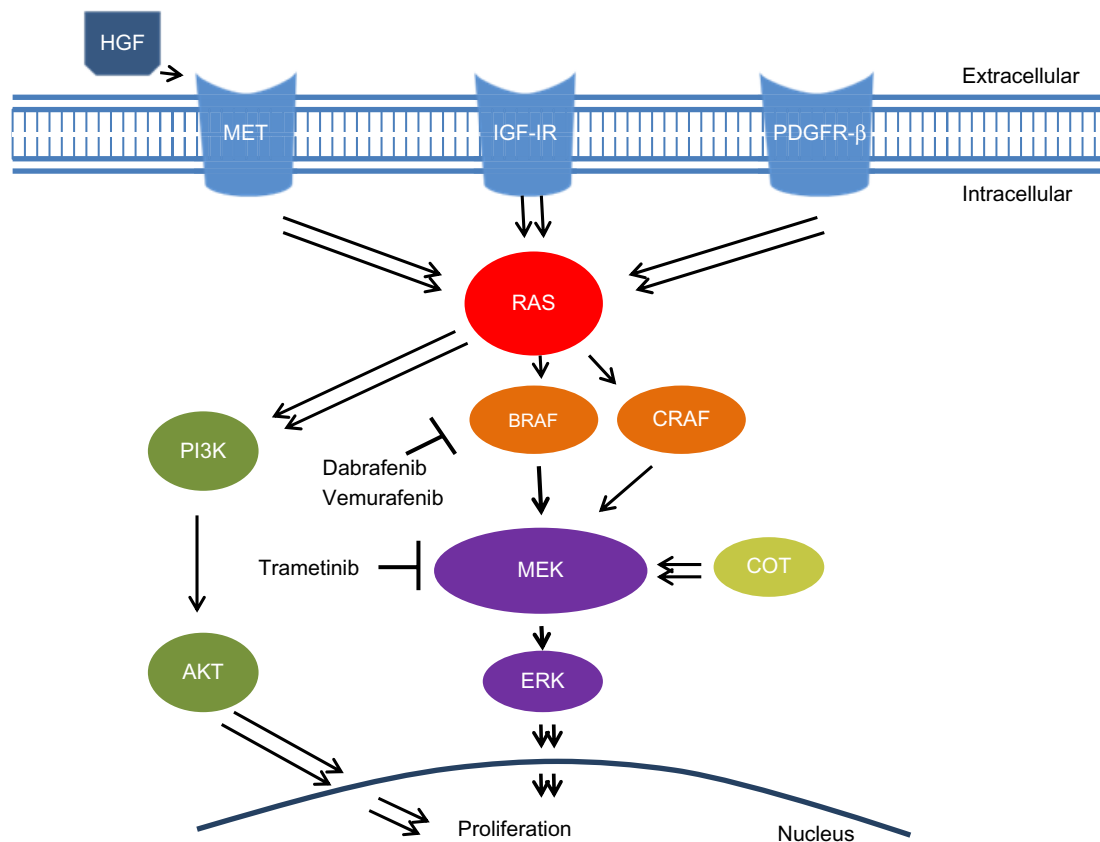 HGF
Extracellular
MET
IGF-IR
PDGFR-β
Intracellular
RAS
BRAF
CRAF
PI3K
Dabrafenib
Vemurafenib
Trametinib
MEK
COT
AKT
ERK
Proliferation
Nucleus